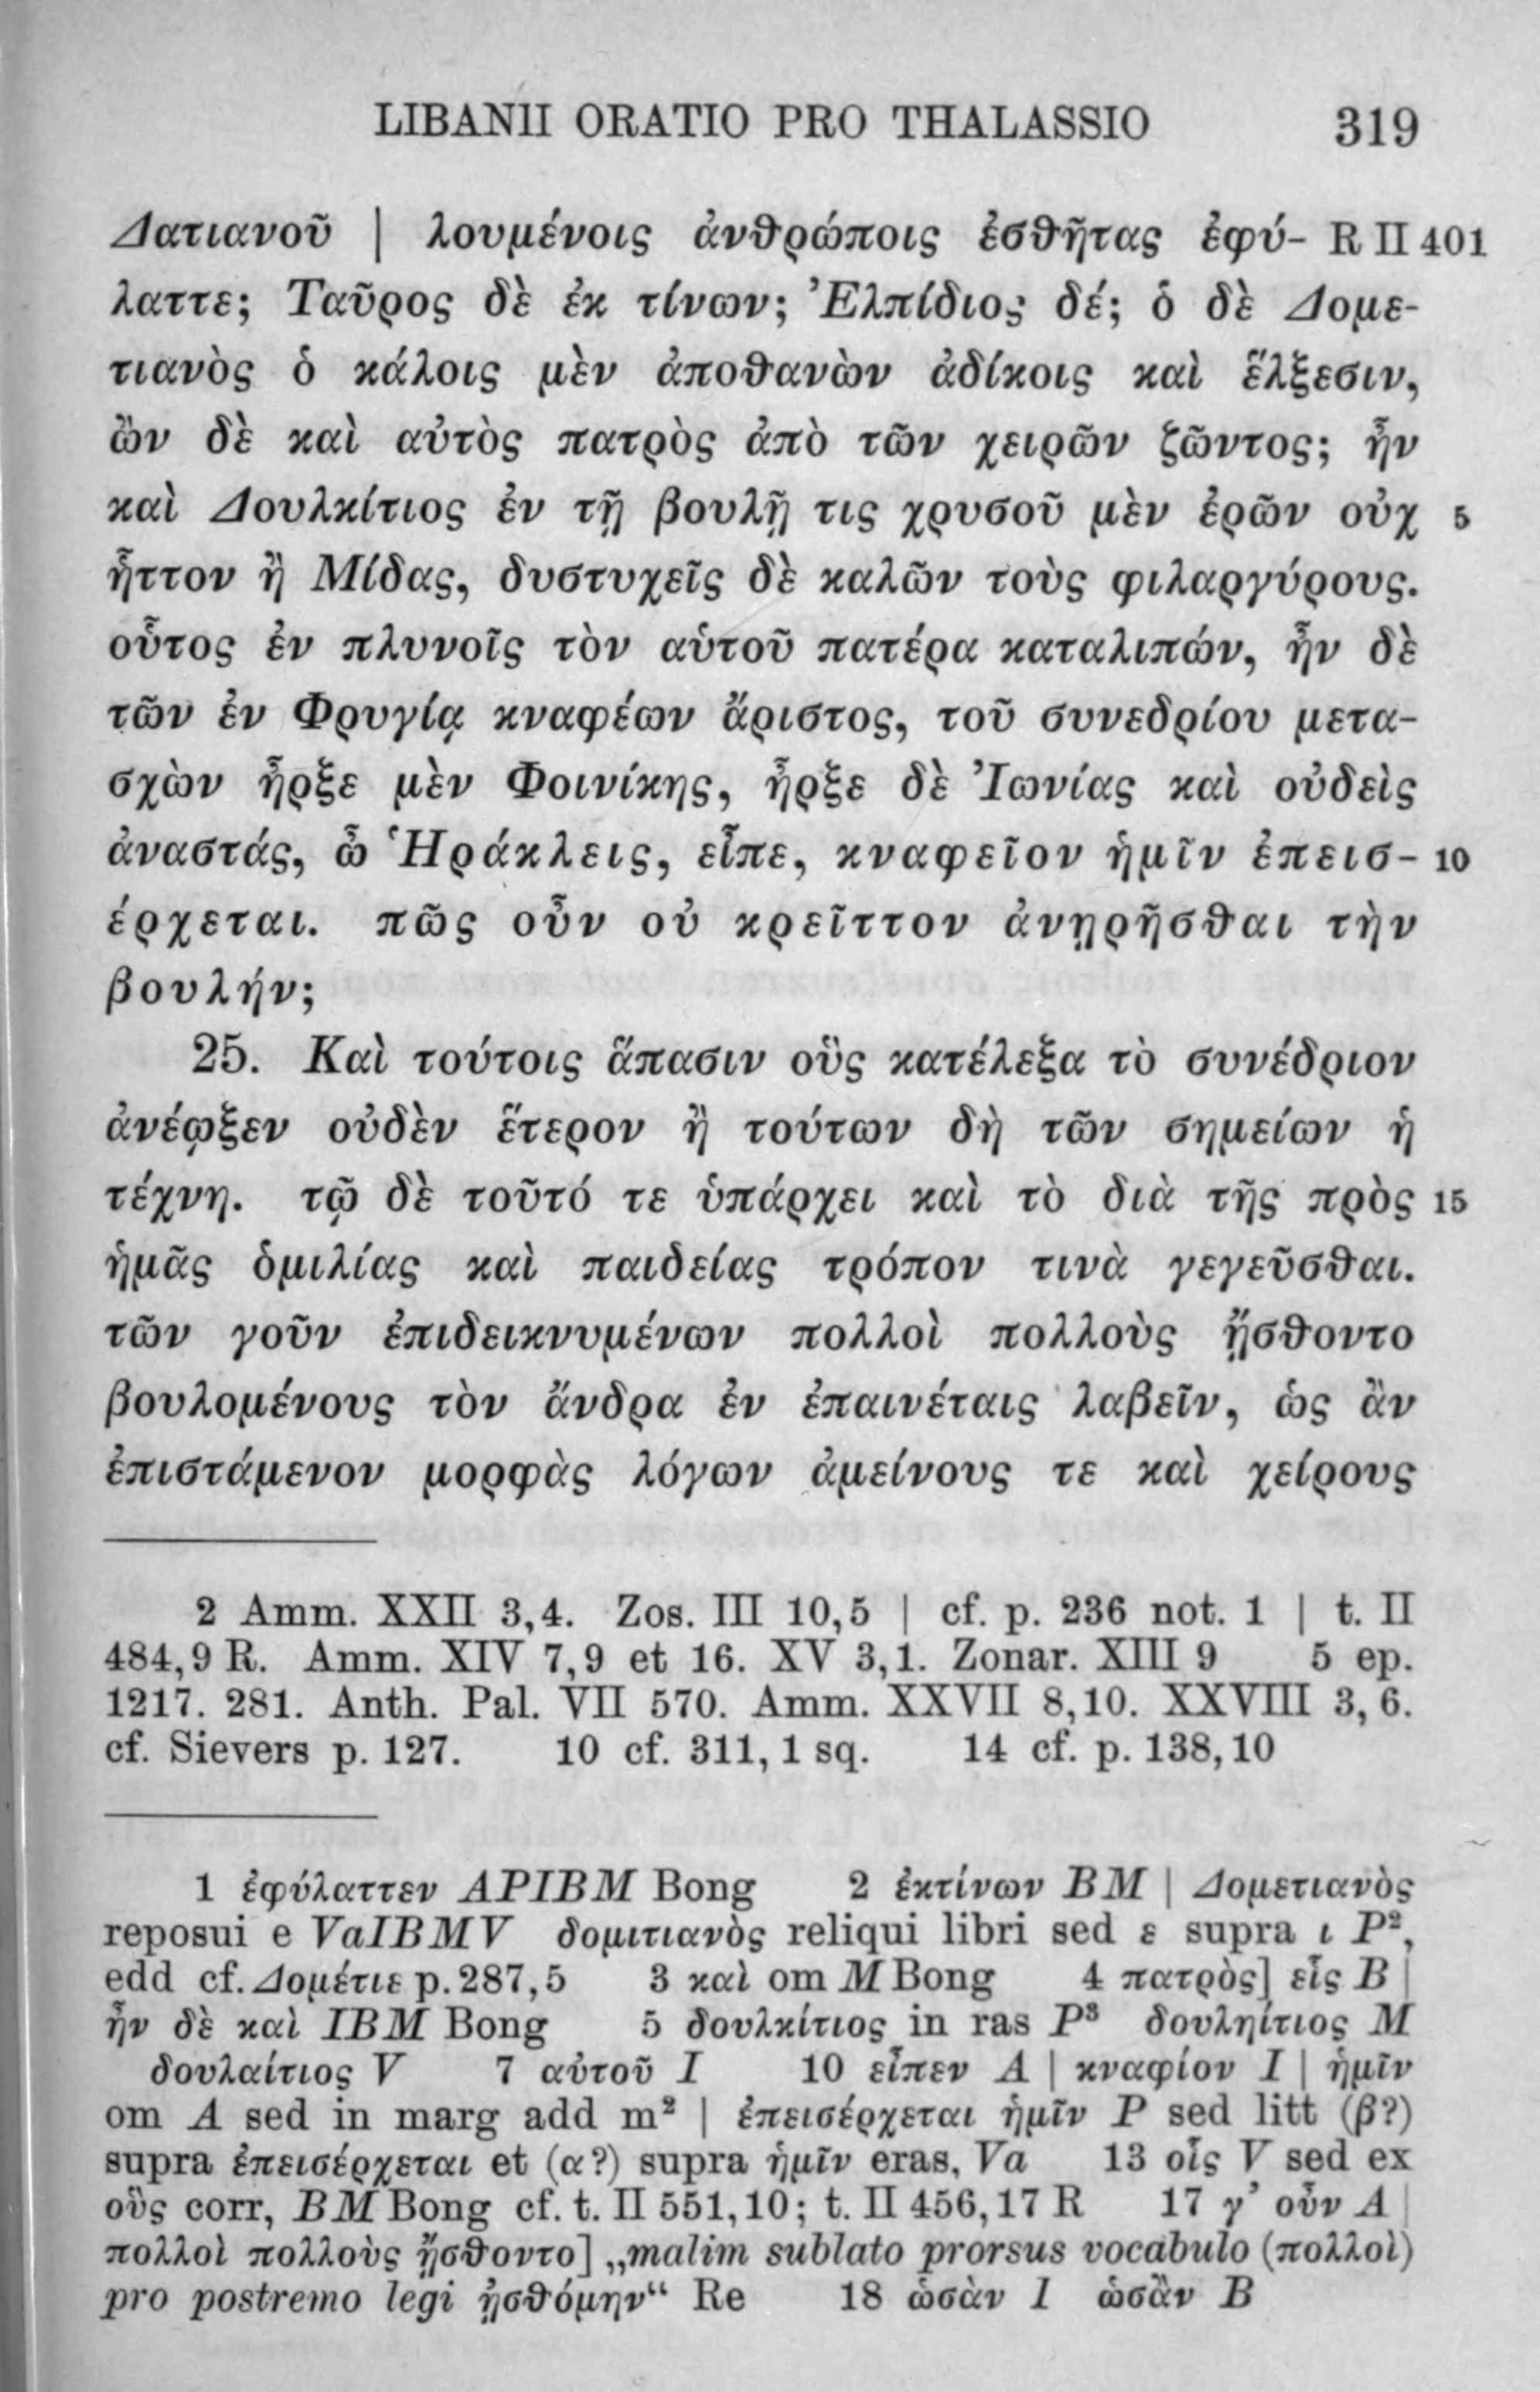 LIBANII ORATIO PRO THALASSIO 319
Δατιανοῦ | λουμένοις ἀνθρώποις ἐσθῆτας ἐφύ- R II 401
λαττε; Ταῦρος δὲ ἐκ τίνων; Ἐλπίδιος δέ; ὁ δὲ Δομε-
τιανὸς ὁ κάλοις μὲν ἀποθανὼν ἀδίκοις καὶ ἕλξεσιν,
ὢν δὲ καὶ αὐτὸς πατρὸς ἀπὸ τῶν χειρῶν ζῶντος; ἦν
καὶ Δουλκίτιος ἐν τῇ βουλῇ τις χρυσοῦ μὲν ἐρῶν οὐχ 5
ἧττον ἢ Μίδας, δυστυχεῖς δὲ καλῶν τοὺς φιλαργύρους.
οὗτος ἐν πλυνοῖς τὸν αὑτοῦ πατέρα καταλιπών, ἦν δὲ
τῶν ἐν Φρυγίᾳ κναφέων ἄριστος, τοῦ συνεδρίου μετα-
σχὼν ἦρξε μὲν Φοινίκης, ἦρξε δὲ Ἰωνίας καὶ οὐδεὶς
ἀναστάς, ὦ Ἡράκλεις, εἶπε, κναφεῖον ἡμῖν ἐπεισ- 10
έρχεται. πῶς οὖν οὐ κρεῖττον ἀνῃρῆσθαι τὴν
βουλήν;
25. Καὶ τούτοις ἅπασιν οὓς κατέλεξα τὸ συνέδριον
ἀνέῳξεν οὐδὲν ἕτερον ἢ τούτων δὴ τῶν σημείων ἡ
τέχνη. τῷ δὲ τοῦτό τε ὑπάρχει καὶ τὸ διὰ τῆς πρὸς 15
ἡμᾶς ὁμιλίας καὶ παιδείας τρόπον τινὰ γεγεῦσθαι.
τῶν γοῦν ἐπιδεικνυμένων πολλοὶ πολλοὺς ᾔσθοντο
βουλομένους τὸν ἄνδρα ἐν ἐπαινέταις λαβεῖν, ὡς ἂν
ἐπιστάμενον μορφὰς λόγων ἀμείνους τε καὶ χείρους
2 Amm. XXII 3,4. Zos. III 10,5 | cf. p. 236 not. 1 | t. II
484,9 R. Amm. XIV 7,9 et 16. XV 3,1. Zonar. XIII 9 5 ep.
1217. 281. Anth. Pal. VII 570. Amm. XXVII 8,10. XXVIII 3, 6.
cf. Sievers p. 127. 10 cf. 311, 1 sq. 14 cf. p. 138, 10
1 ἐφύλαττεν APIBM Bong 2 ἐκτίνων BM | Δομετιανὸς
reposui e VaIBMV δομιτιανὸς reliqui libri sed ε supra ι P²,
edd cf. Δομέτιε p. 287,5 3 καὶ om M Bong 4 πατρὸς] εἷς B |
ἦν δὲ καὶ IBM Bong 5 δουλκίτιος in ras P³ δουληίτιος M
δουλαίτιος V 7 αὐτοῦ I 10 εἶπεν A | κναφίον I | ἡμῖν
om A sed in marg add m² | ἐπεισέρχεται ἡμῖν P sed litt (β?)
supra ἐπεισέρχεται et (α?) supra ἡμῖν eras, Va 13 οἷς V sed ex
οὓς corr, BM Bong cf. t. II 551, 10; t. II 456, 17 R 17 γ’ οὖν A |
πολλοὶ πολλοὺς ᾔσθοντο] „malim sublato prorsus vocabulo (πολλοὶ)
pro postremo legi ᾐσθόμην“ Re 18 ὡσὰν I ὡσἂν B